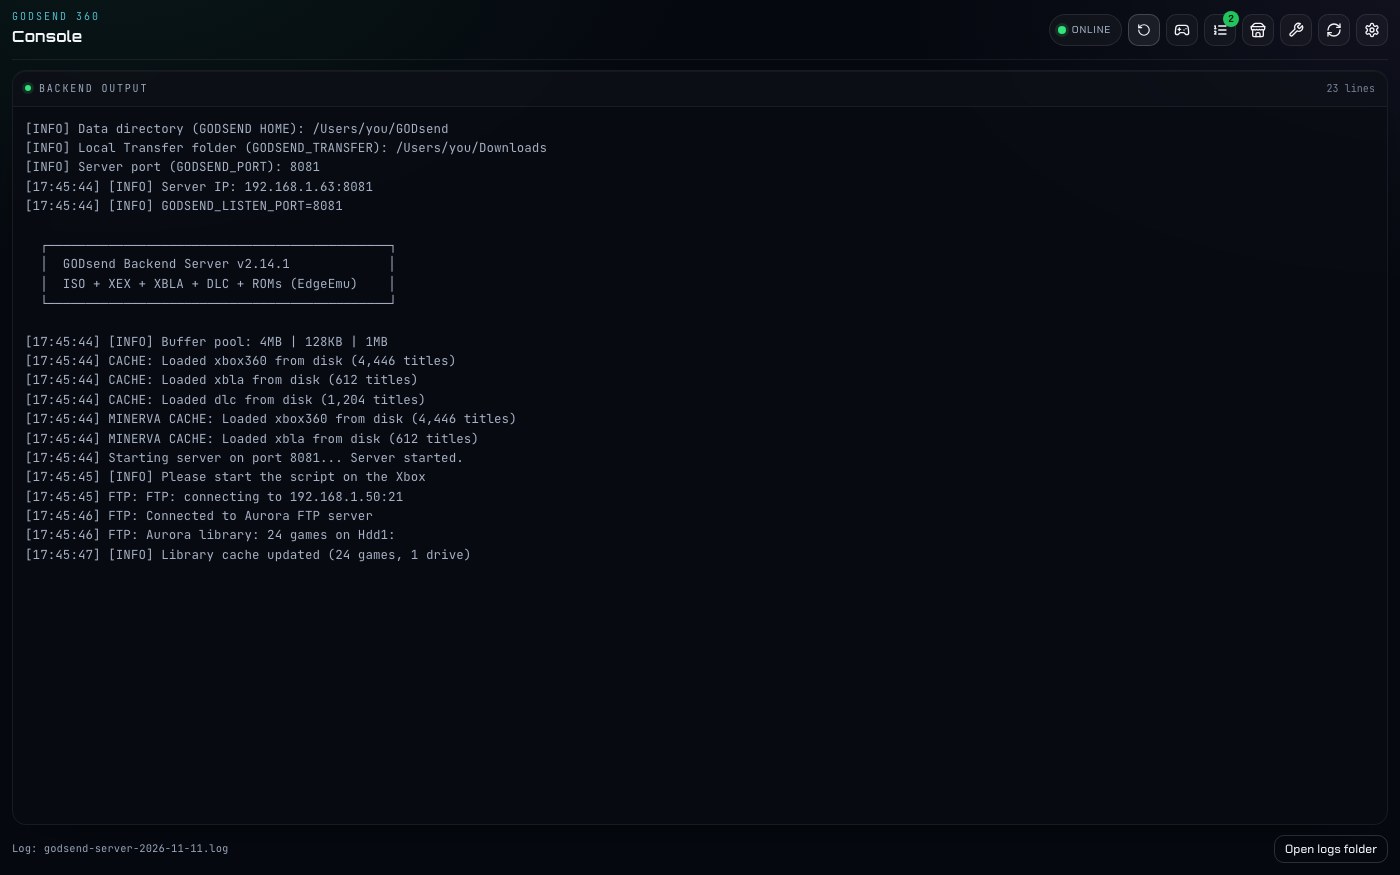 GODSEND 360
Console
ONLINE
2
BACKEND OUTPUT
23 lines
[INFO] Data directory (GODSEND HOME): /Users/you/GODsend
[INFO] Local Transfer folder (GODSEND_TRANSFER): /Users/you/Downloads
[INFO] Server port (GODSEND_PORT): 8081
[17:45:44] [INFO] Server IP: 192.168.1.63:8081
[17:45:44] [INFO] GODSEND_LISTEN_PORT=8081
GODsend Backend Server v2.14.1
ISO + XEX + XBLA + DLC + ROMs (EdgeEmu)
[17:45:44] [INFO] Buffer pool: 4MB | 128KB | 1MB
[17:45:44] CACHE: Loaded xbox360 from disk (4,446 titles)
[17:45:44] CACHE: Loaded xbla from disk (612 titles)
[17:45:44] CACHE: Loaded dlc from disk (1,204 titles)
[17:45:44] MINERVA CACHE: Loaded xbox360 from disk (4,446 titles)
[17:45:44] MINERVA CACHE: Loaded xbla from disk (612 titles)
[17:45:44] Starting server on port 8081... Server started.
[17:45:45] [INFO] Please start the script on the Xbox
[17:45:45] FTP: FTP: connecting to 192.168.1.50:21
[17:45:46] FTP: Connected to Aurora FTP server
[17:45:46] FTP: Aurora library: 24 games on Hdd1:
[17:45:47] [INFO] Library cache updated (24 games, 1 drive)
Log: godsend-server-2026-11-11.log
Open logs folder